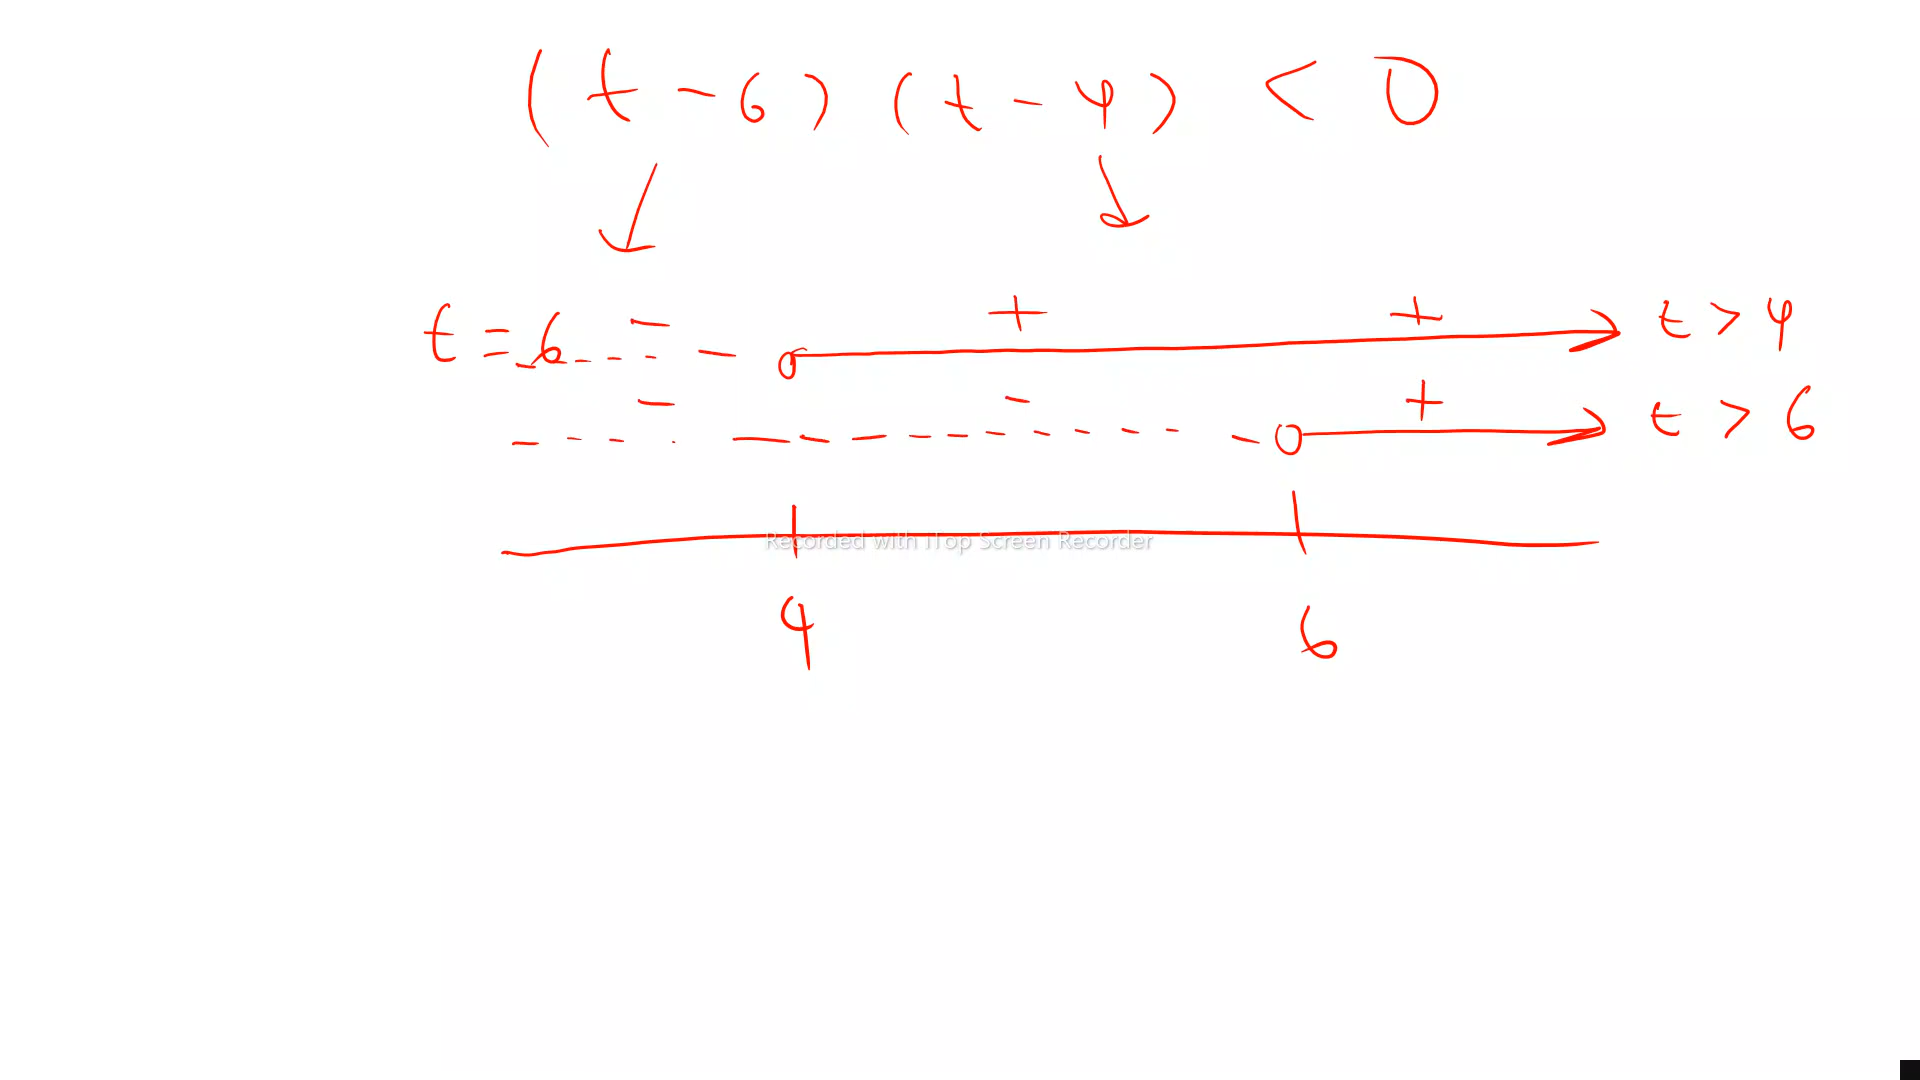 (t - 6) (t - 4) < 0
t = 6 - + + t > 4
- - + t > 6
Recorded with iTop Screen Recorder
4 6